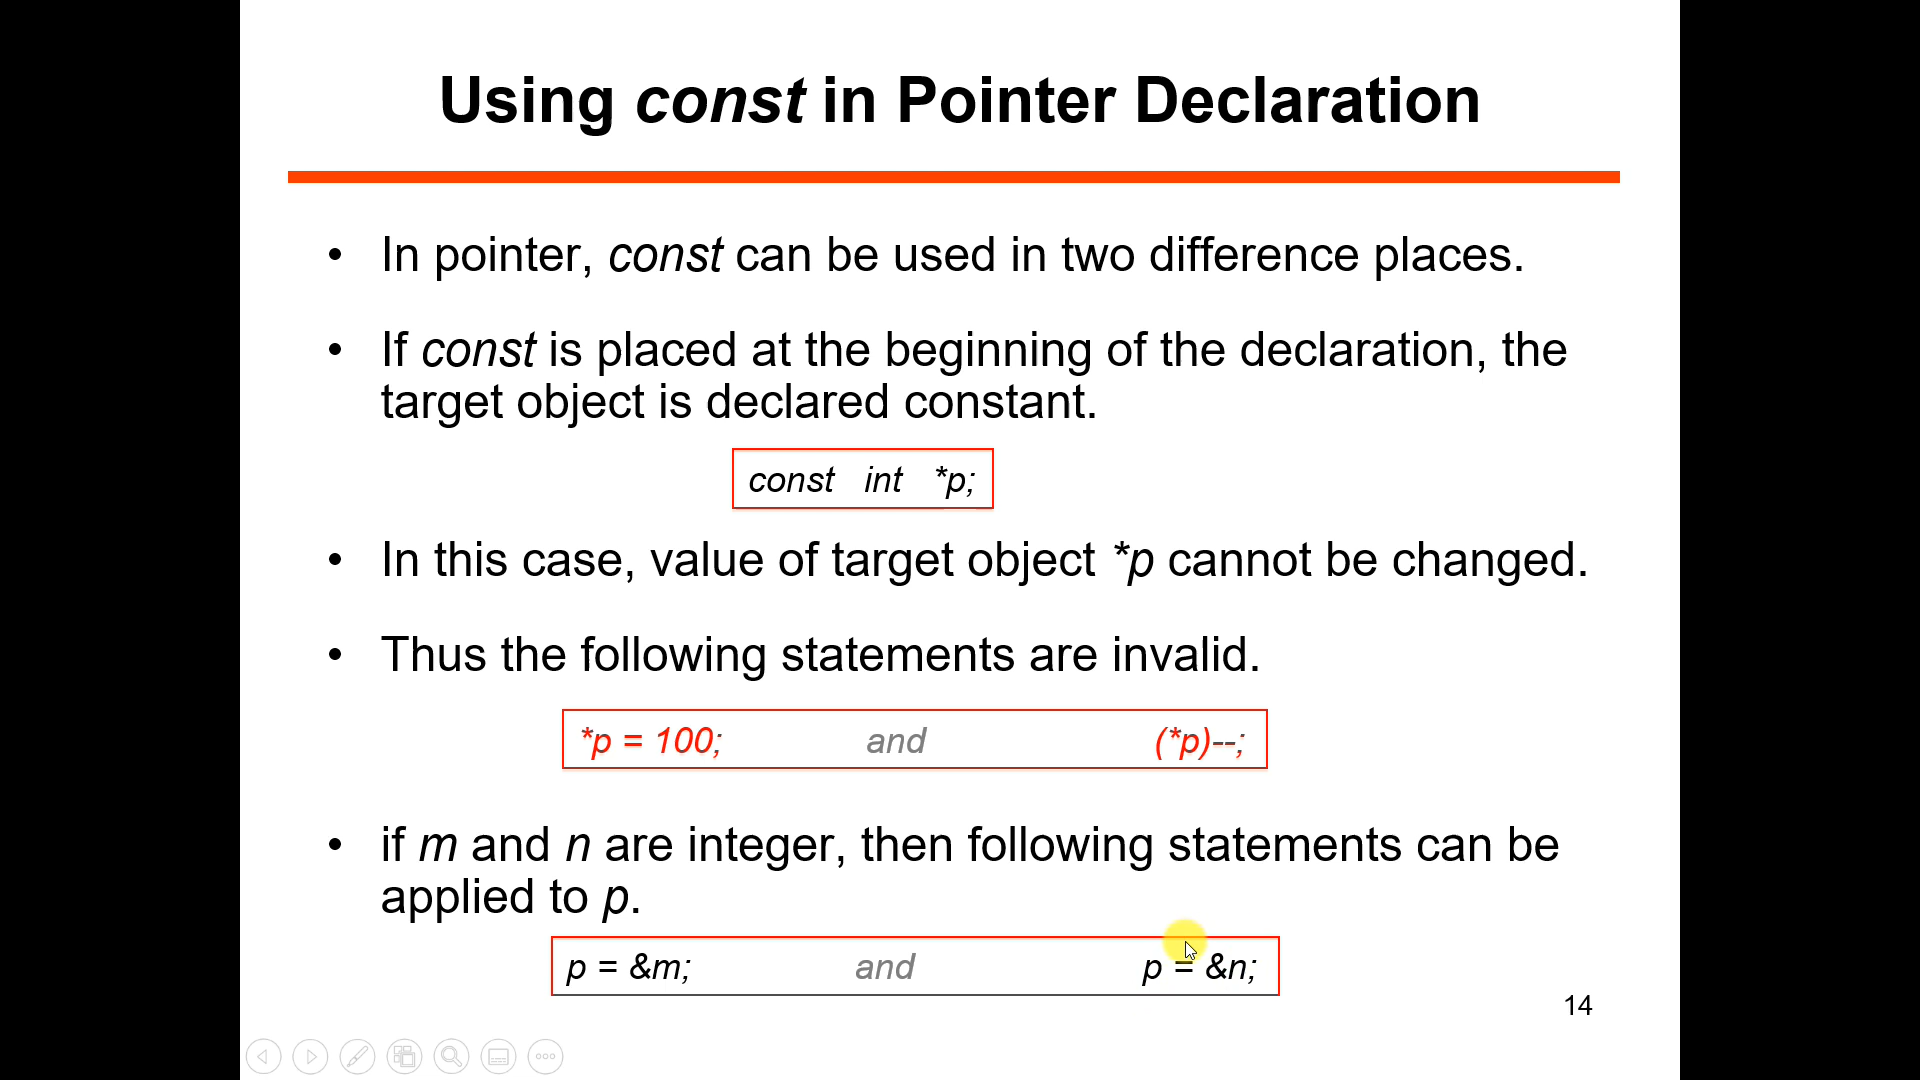 Using const in Pointer Declaration
• In pointer, const can be used in two difference places.
• If const is placed at the beginning of the declaration, the
target object is declared constant.
const int *p;
• In this case, value of target object *p cannot be changed.
• Thus the following statements are invalid.
*p = 100; and (*p)--;
• if m and n are integer, then following statements can be
applied to p.
p = &m; and p = &n;
14